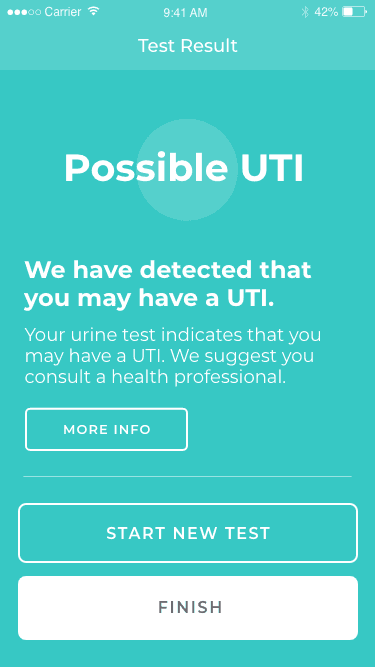 Carrier 9:41 AM 42%
Test Result
Possible UTI
We have detected that
you may have a UTI.
Your urine test indicates that you
may have a UTI. We suggest you
consult a health professional.
MORE INFO
START NEW TEST
FINISH